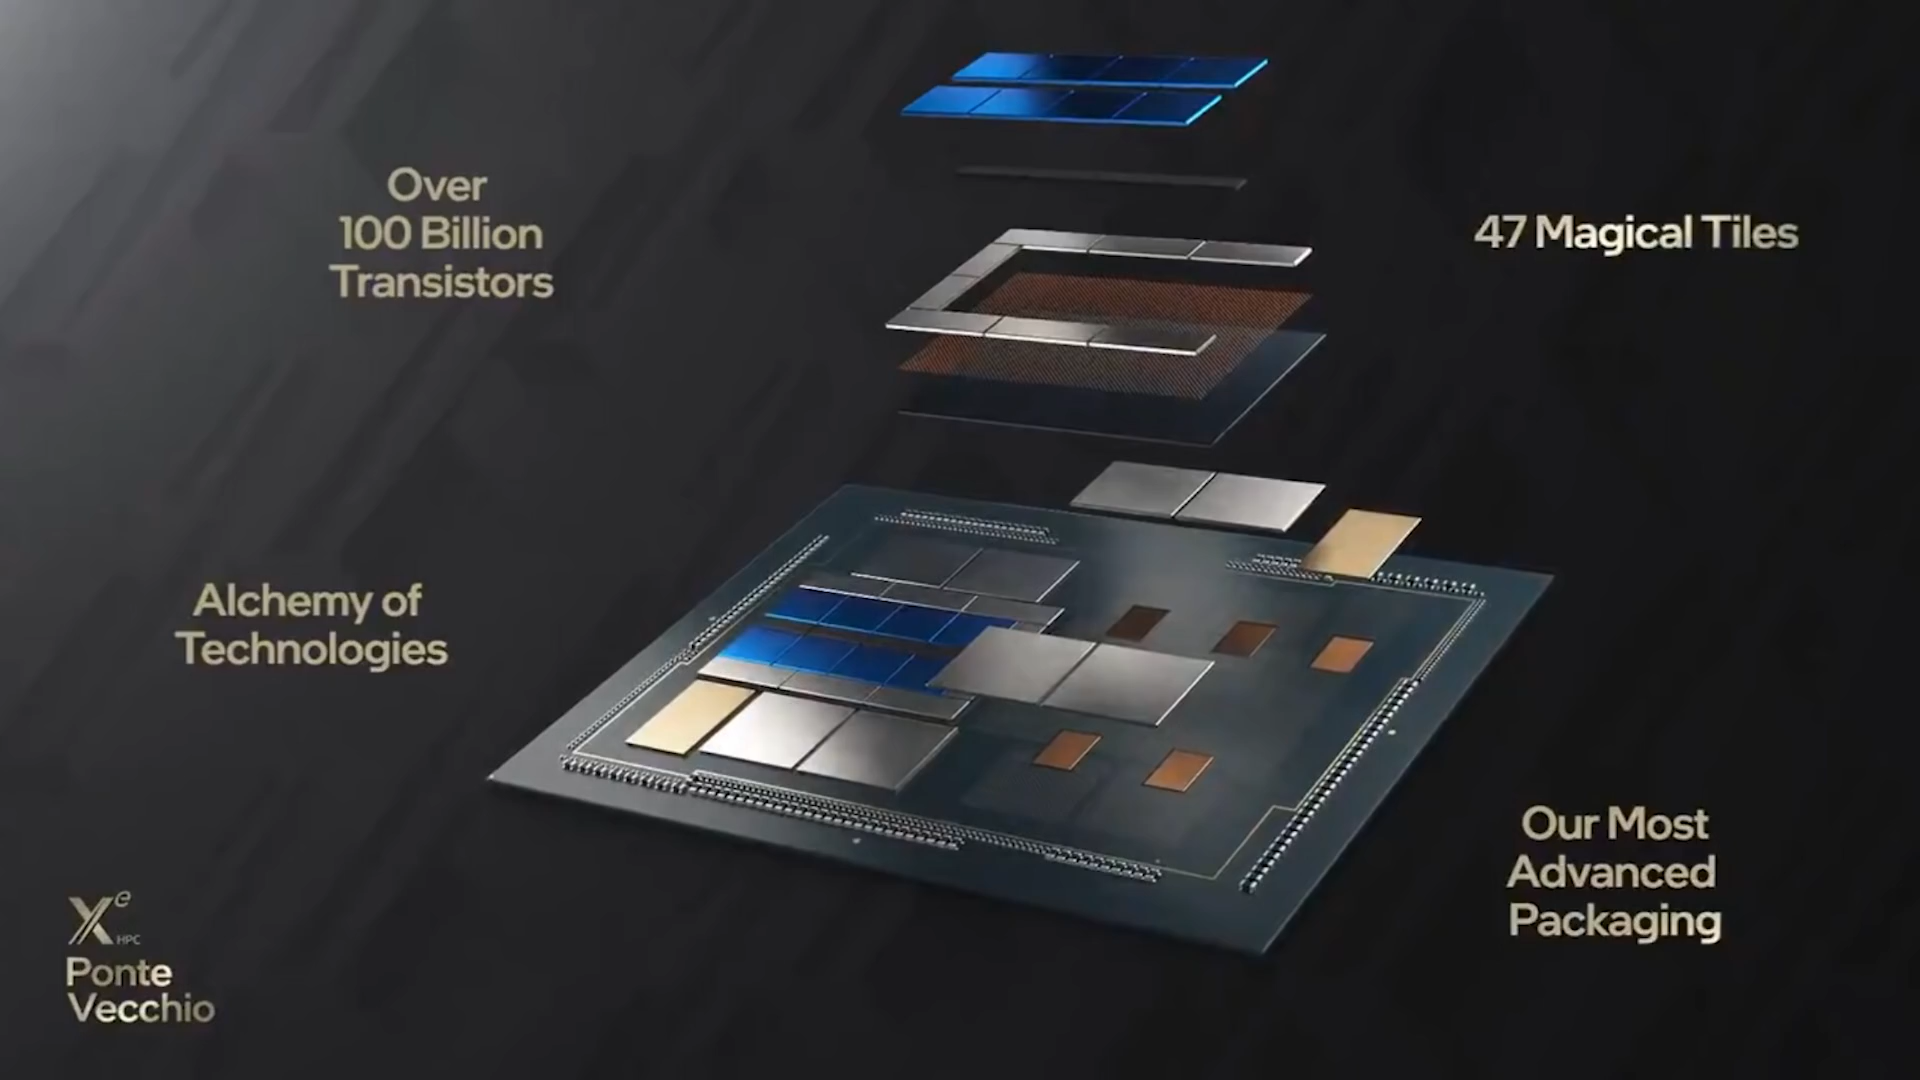 Over
100 Billion
Transistors
47 Magical Tiles
Alchemy of
Technologies
Our Most
Advanced
Packaging
Xe
HPC
Ponte
Vecchio